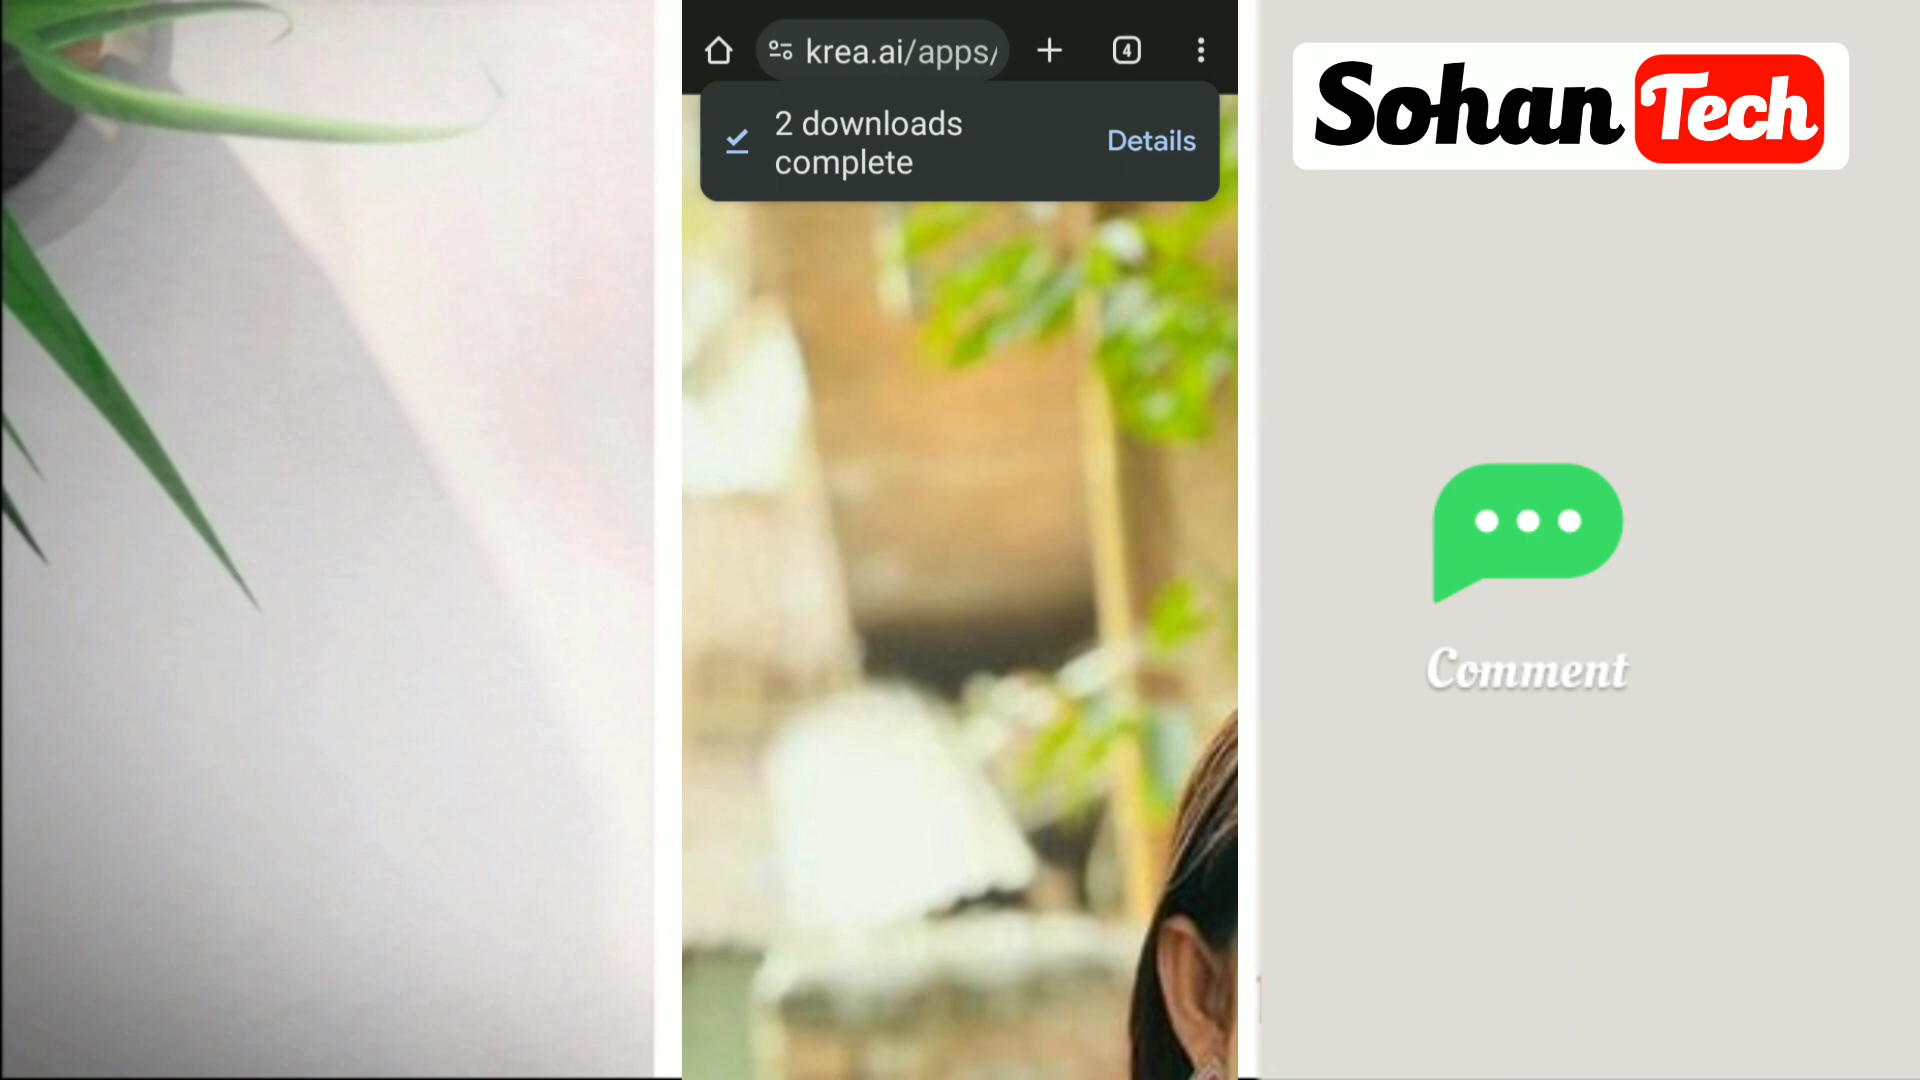 krea.ai/apps/
4
2 downloads
complete
Details
Sohan Tech
Comment